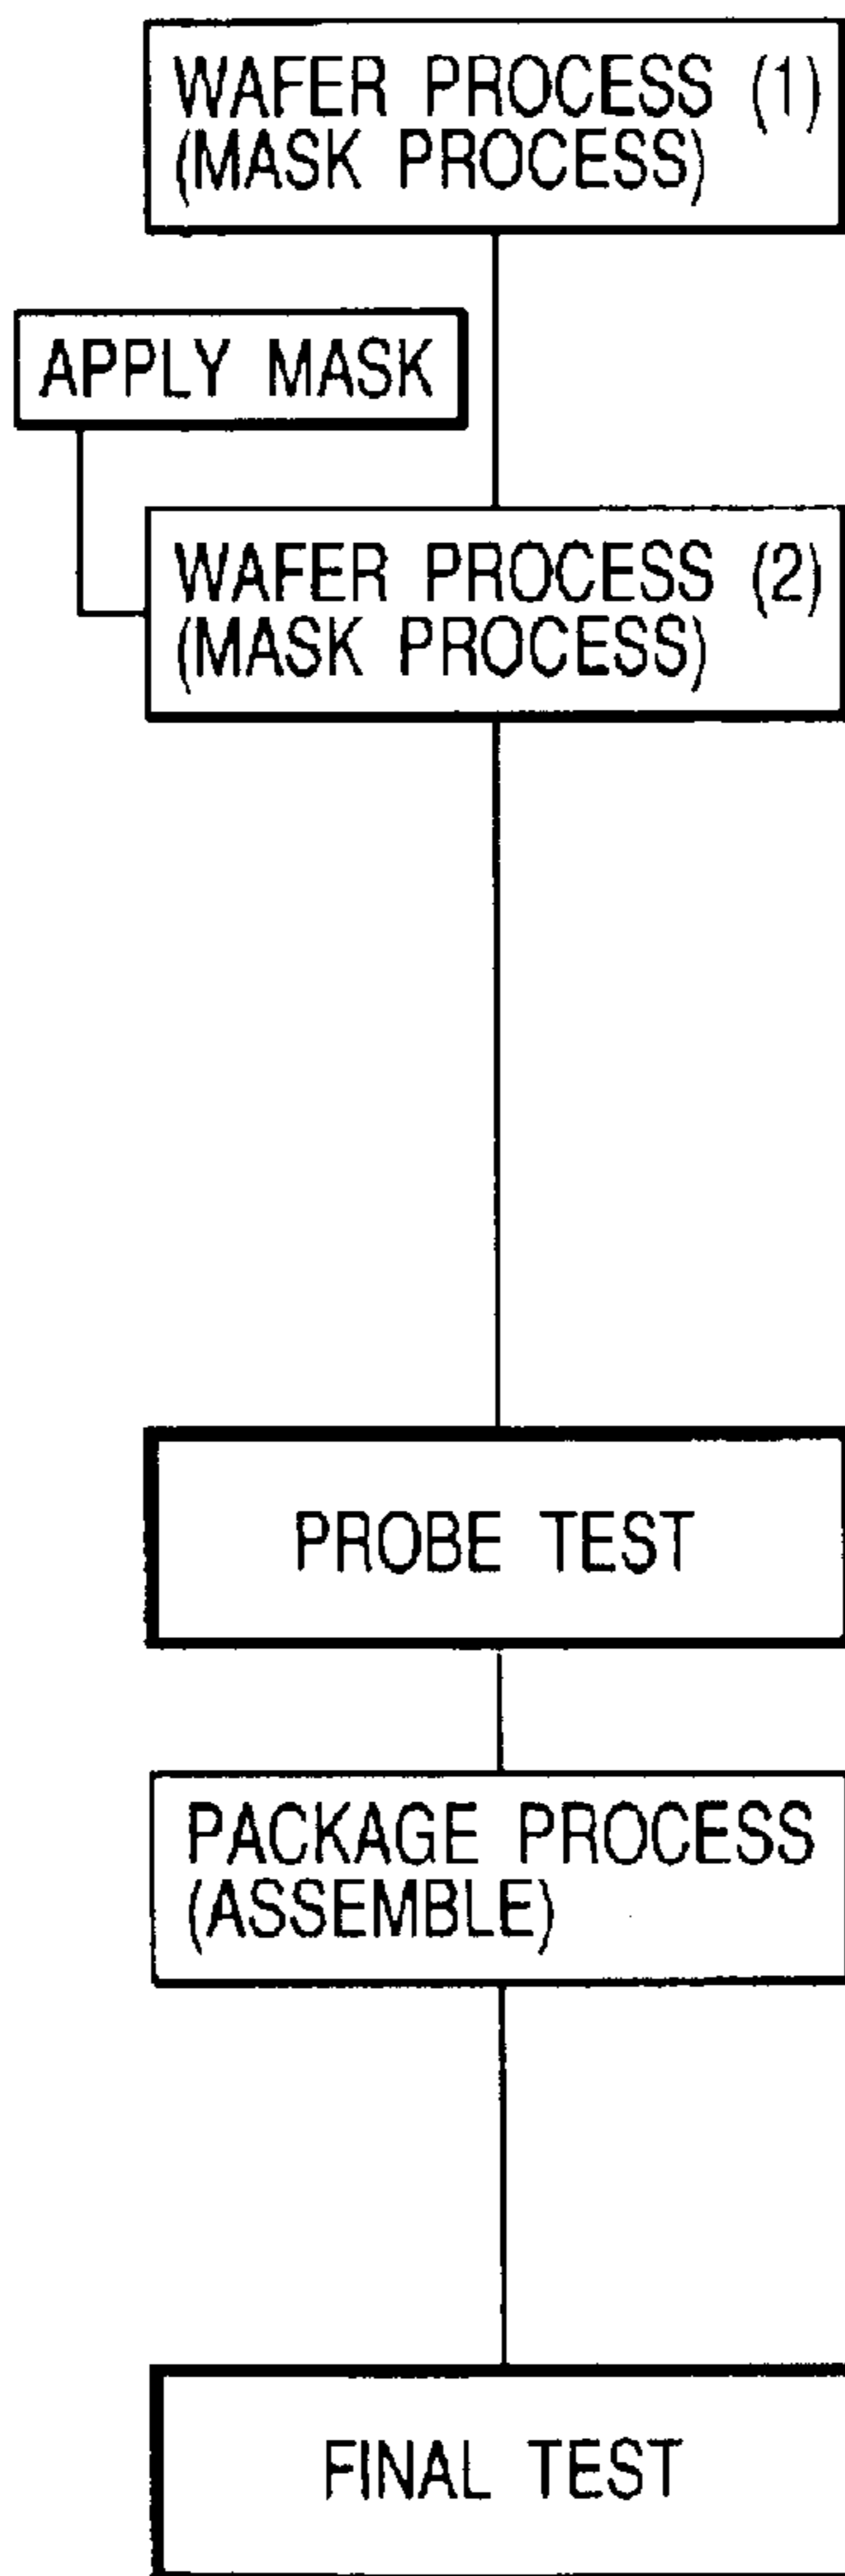 WAFER PROCESS (1)
(MASK PROCESS)
APPLY MASK
WAFER PROCESS (2)
(MASK PROCESS)
PROBE TEST
PACKAGE PROCESS
(ASSEMBLE)
FINAL TEST